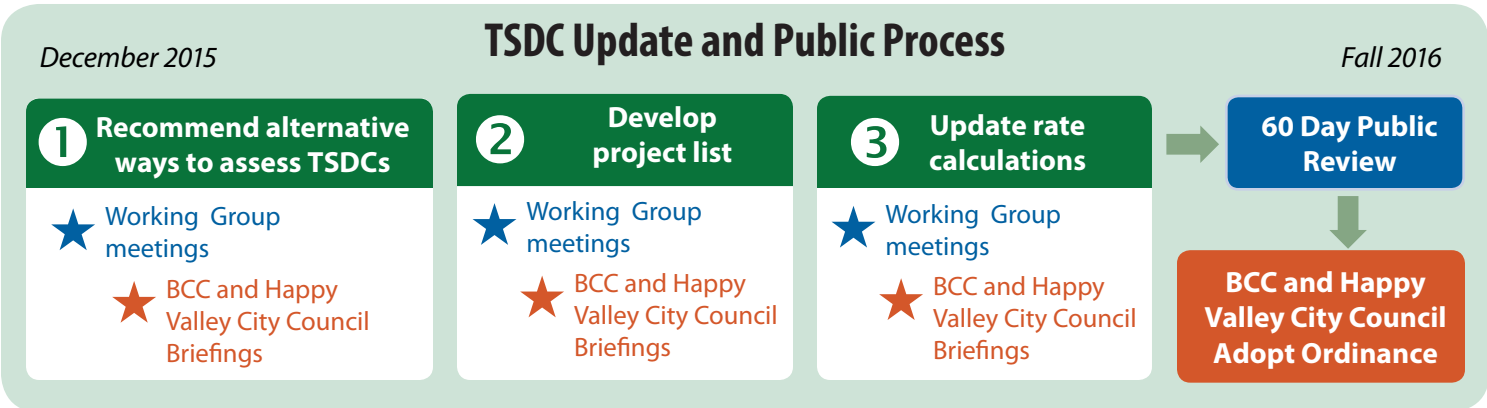 TSDC Update and Public Process
December 2015
Fall 2016
1
Recommend alternative
ways to assess TSDCs
Working Group
meetings
BCC and Happy
Valley City Council
Briefings
2
Develop
project list
Working Group
meetings
BCC and Happy
Valley City Council
Briefings
3
Update rate
calculations
Working Group
meetings
BCC and Happy
Valley City Council
Briefings
60 Day Public
Review
BCC and Happy
Valley City Council
Adopt Ordinance